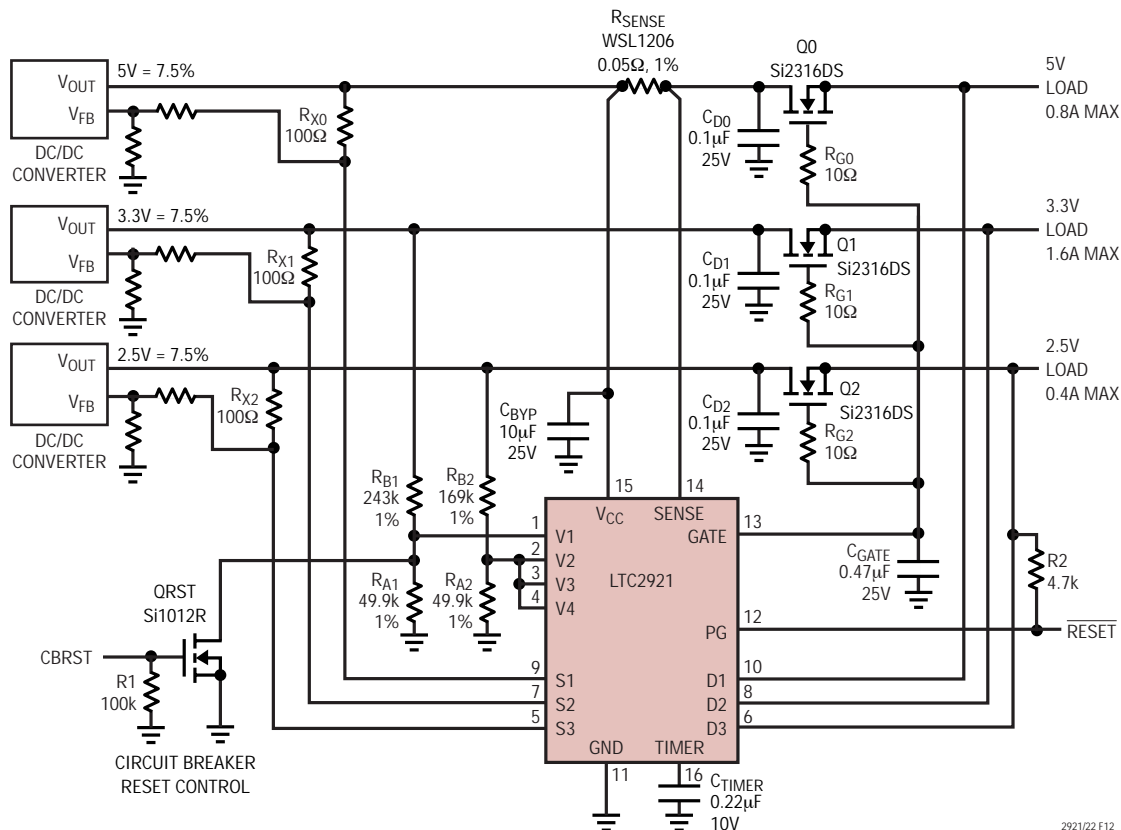 RSENSE
WSL1206
0.05Ω, 1%
Q0
Si2316DS
5V = 7.5%
VOUT
VFB
DC/DC
CONVERTER
RX0
100Ω
CD0
0.1µF
25V
RG0
10Ω
5V
LOAD
0.8A MAX
3.3V = 7.5%
VOUT
VFB
DC/DC
CONVERTER
RX1
100Ω
CD1
0.1µF
25V
Q1
Si2316DS
RG1
10Ω
3.3V
LOAD
1.6A MAX
2.5V = 7.5%
VOUT
VFB
DC/DC
CONVERTER
RX2
100Ω
CBYP
10µF
25V
CD2
0.1µF
25V
Q2
Si2316DS
RG2
10Ω
2.5V
LOAD
0.4A MAX
RB1
243k
1%
RB2
169k
1%
RA1
49.9k
1%
RA2
49.9k
1%
15
14
VCC
SENSE
1
V1
2
V2
3
V3
4
V4
LTC2921
GATE
13
CGATE
0.47µF
25V
R2
4.7k
PG
12
RESET
QRST
Si1012R
CBRST
R1
100k
CIRCUIT BREAKER
RESET CONTROL
9
S1
7
S2
5
S3
D1
10
D2
8
D3
6
GND
TIMER
11
16
CTIMER
0.22µF
10V
2921/22 F12